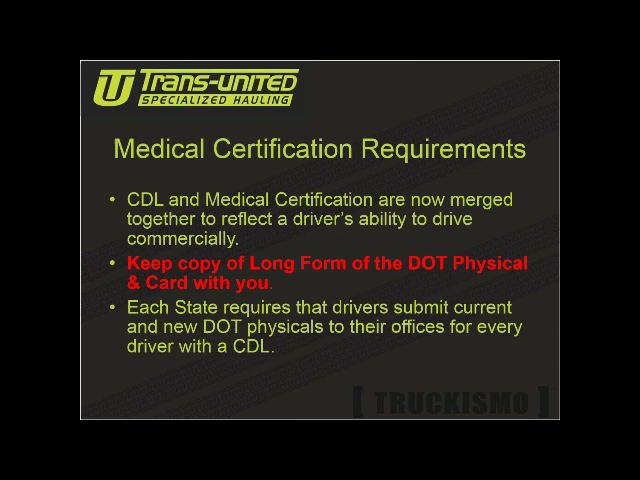 TU Trans-United
SPECIALIZED HAULING
Medical Certification Requirements
• CDL and Medical Certification are now merged
together to reflect a driver's ability to drive
commercially.
• Keep copy of Long Form of the DOT Physical
& Card with you.
• Each State requires that drivers submit current
and new DOT physicals to their offices for every
driver with a CDL.
[ TRUCKISMO ]